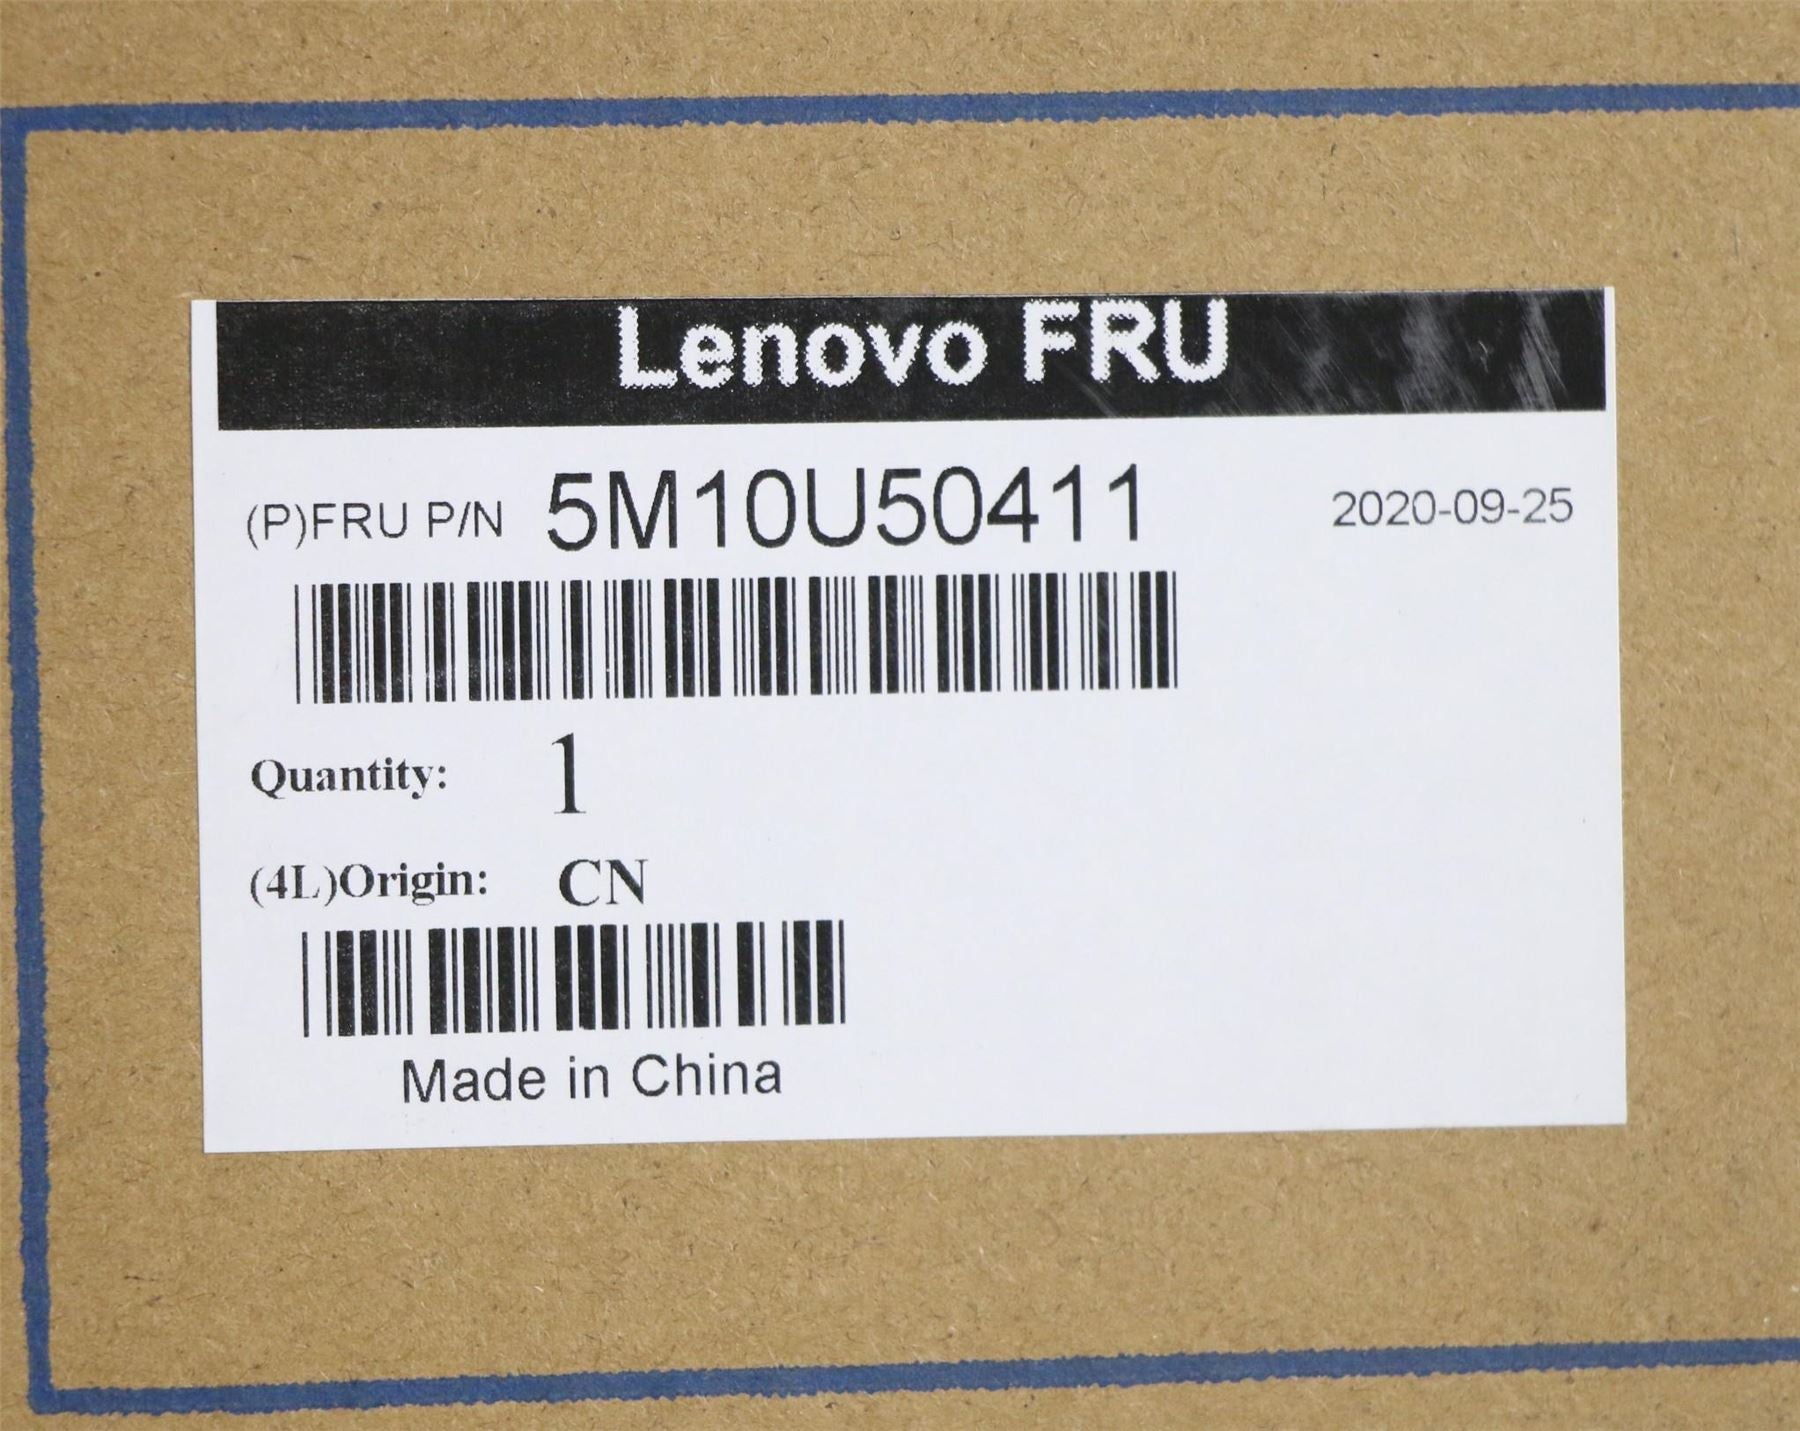 Lenovo FRU
(P)FRU P/N 5M10U50411 2020-09-25
Quantity: 1
(4L)Origin: CN
Made in China